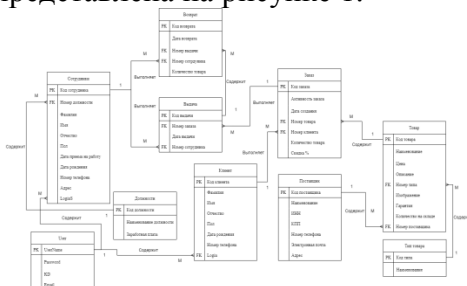 представлена на рисунке 1.
Возврат
PK Код возврата
Дата возврата
FK Номер выдачи
FK Номер сотрудника
Количество товара
Сотрудники
PK Код сотрудника
FK Номер должности
Фамилия
Имя
Отчество
Пол
Дата приема на работу
Дата рождения
Номер телефона
Адрес
FK Login
Выдача
PK Код выдачи
FK Номер заказа
Дата выдачи
FK Номер сотрудника
Заказ
PK Код заказа
Активность заказа
Дата создания
FK Номер товара
FK Номер клиента
Количество товара
Скидка %
Товар
PK Код товара
Наименование
Цена
Описание
FK Номер типа
Изображение
Гарантия
Количество на складе
FK Номер поставщика
Клиент
PK Код клиента
Фамилия
Имя
Отчество
Пол
Дата рождения
Номер телефона
FK Login
Поставщик
PK Код поставщика
Наименование
ИНН
КПП
Номер телефона
Электронная почта
Адрес
Должности
PK Код должности
Наименование должности
Заработная плата
User
PK UserName
Password
Email
Тип товара
PK Код типа
Наименование
Выполняет
Выполняет
Содержит
Выполняет
Выполняет
Содержит
Содержит
Содержит
Содержит
Содержит